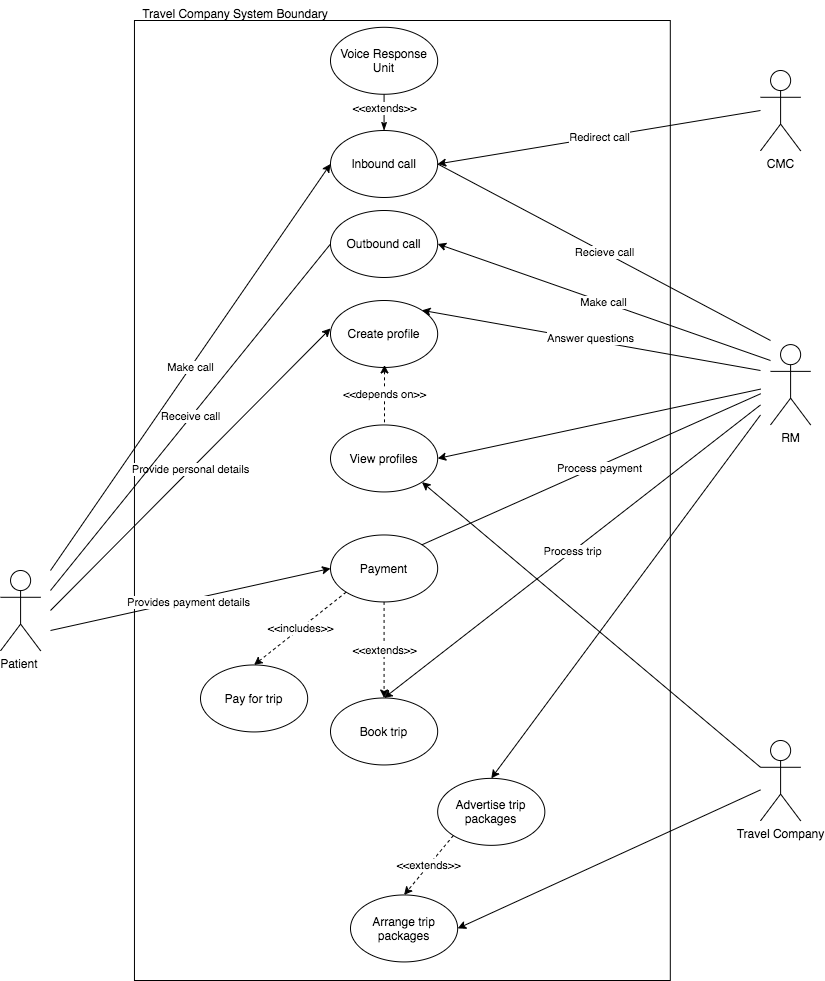 Travel Company System Boundary
Voice Response
Unit
<<extends>>
Redirect call
CMC
Inbound call
Outbound call
Recieve call
Make call
Create profile
Answer questions
Make call
<<depends on>>
Receive call
RM
View profiles
Provide personal details
Process payment
Process trip
Payment
Provides payment details
<<includes>>
<<extends>>
Patient
Pay for trip
Book trip
Advertise trip
packages
Travel Company
<<extends>>
Arrange trip
packages